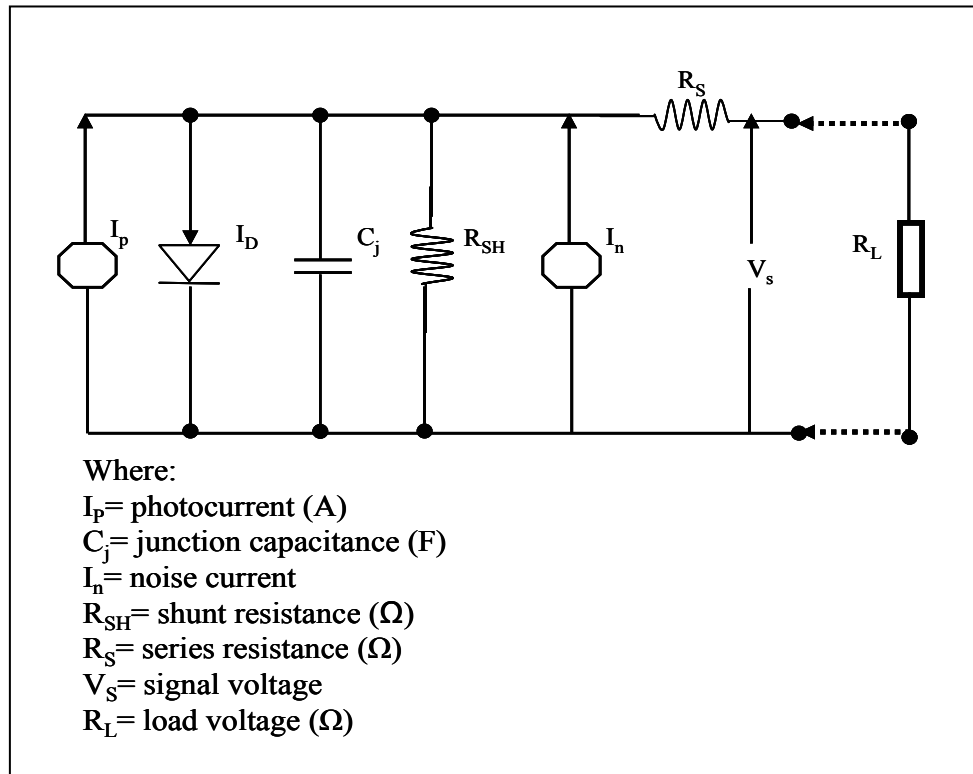 R_S
I_p
I_D
C_j
R_SH
I_n
V_s
R_L
Where:
I_P= photocurrent (A)
C_j= junction capacitance (F)
I_n= noise current
R_SH= shunt resistance (Ω)
R_S= series resistance (Ω)
V_S= signal voltage
R_L= load voltage (Ω)